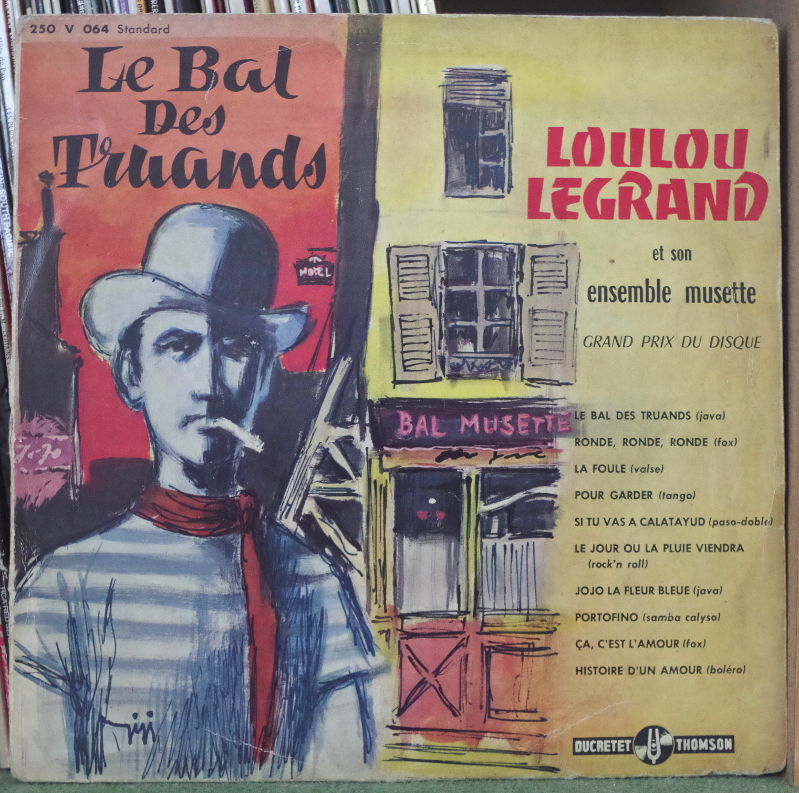 250 V 064 Standard
Le Bal
Des
Truands
LOULOU
LEGRAND
et son
ensemble musette
GRAND PRIX DU DISQUE
HOTEL
BAL MUSETTE
LE BAL DES TRUANDS (java)
RONDE, RONDE, RONDE (fox)
LA FOULE (valse)
POUR GARDER (tango)
SI TU VAS A CALATAYUD (paso-doble)
LE JOUR OU LA PLUIE VIENDRA
(rock'n roll)
JOJO LA FLEUR BLEUE (java)
PORTOFINO (samba calyso)
ÇA, C'EST L'AMOUR (fox)
HISTOIRE D'UN AMOUR (boléro)
DUCRETET THOMSON